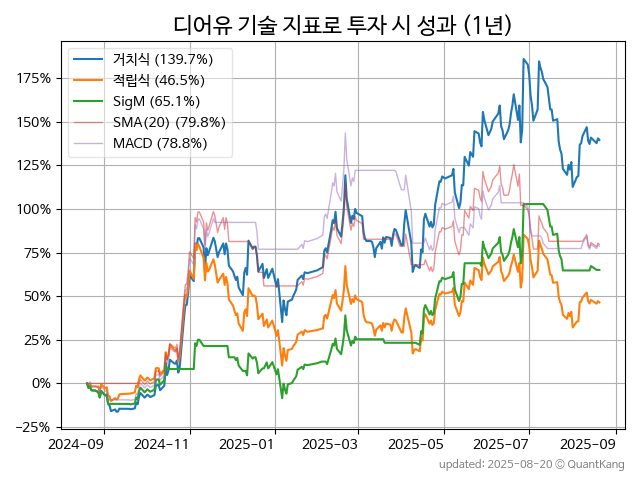 디어유 기술 지표로 투자 시 성과 (1년)
거치식 (139.7%)
적립식 (46.5%)
SigM (65.1%)
SMA(20) (79.8%)
MACD (78.8%)
175%
150%
125%
100%
75%
50%
25%
0%
−25%
2024-09 2024-11 2025-01 2025-03 2025-05 2025-07 2025-09
updated: 2025-08-20 © QuantKang